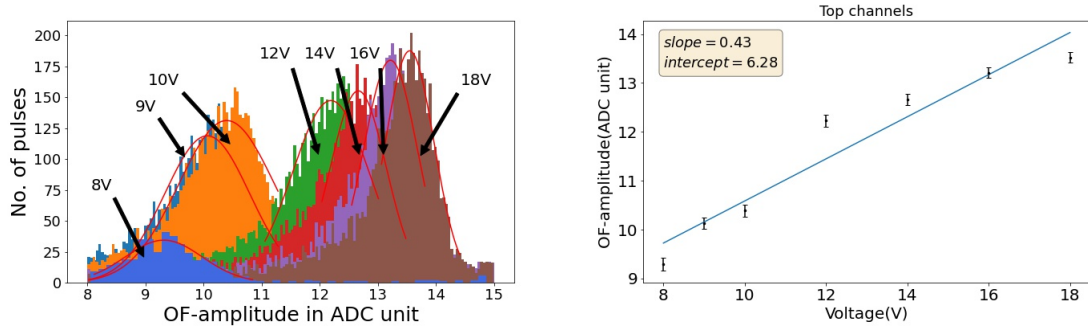 No. of pulses
200
175
150
125
100
75
50
25
0
8V
9V
10V
12V
14V
16V
18V
8
9
10
11
12
13
14
15
OF-amplitude in ADC unit
Top channels
slope = 0.43
intercept = 6.28
OF-amplitude(ADC unit)
14
13
12
11
10
9
8
10
12
14
16
18
Voltage(V)